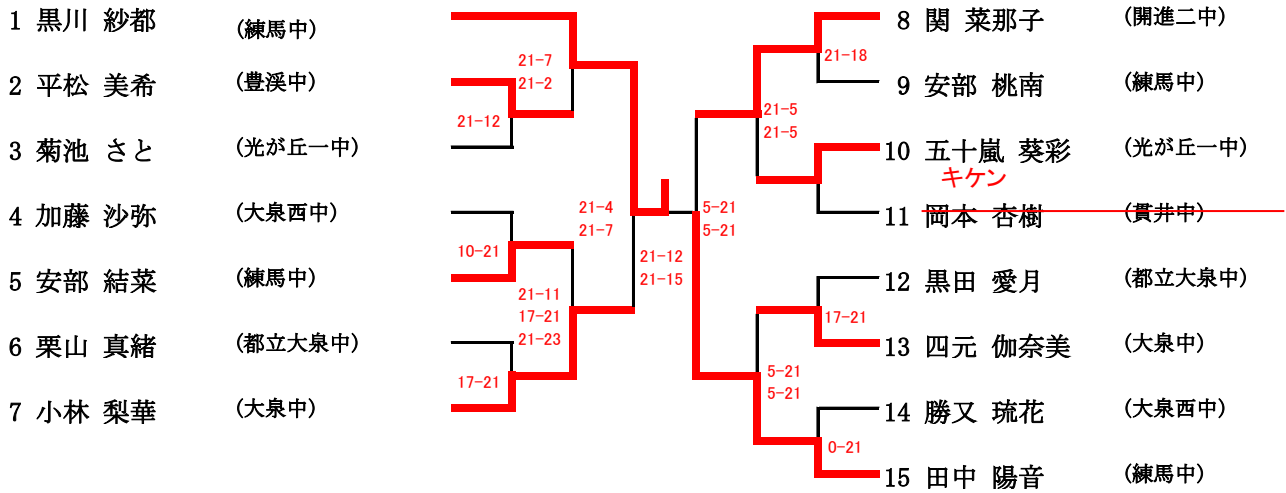 1 黒川 紗都 (練馬中)
2 平松 美希 (豊渓中)
3 菊池 さと (光が丘一中)
4 加藤 沙弥 (大泉西中)
5 安部 結菜 (練馬中)
6 栗山 真緒 (都立大泉中)
7 小林 梨華 (大泉中)
21-7
21-2
21-12
10-21
21-11
17-21
21-23
17-21
21-4
21-7
21-12
21-15
5-21
5-21
21-18
21-5
21-5
17-21
5-21
5-21
0-21
8 関 菜那子 (開進二中)
9 安部 桃南 (練馬中)
10 五十嵐 葵彩 (光が丘一中)
キケン
11 岡本 杏樹 (貫井中)
12 黒田 愛月 (都立大泉中)
13 四元 伽奈美 (大泉中)
14 勝又 琉花 (大泉西中)
15 田中 陽音 (練馬中)